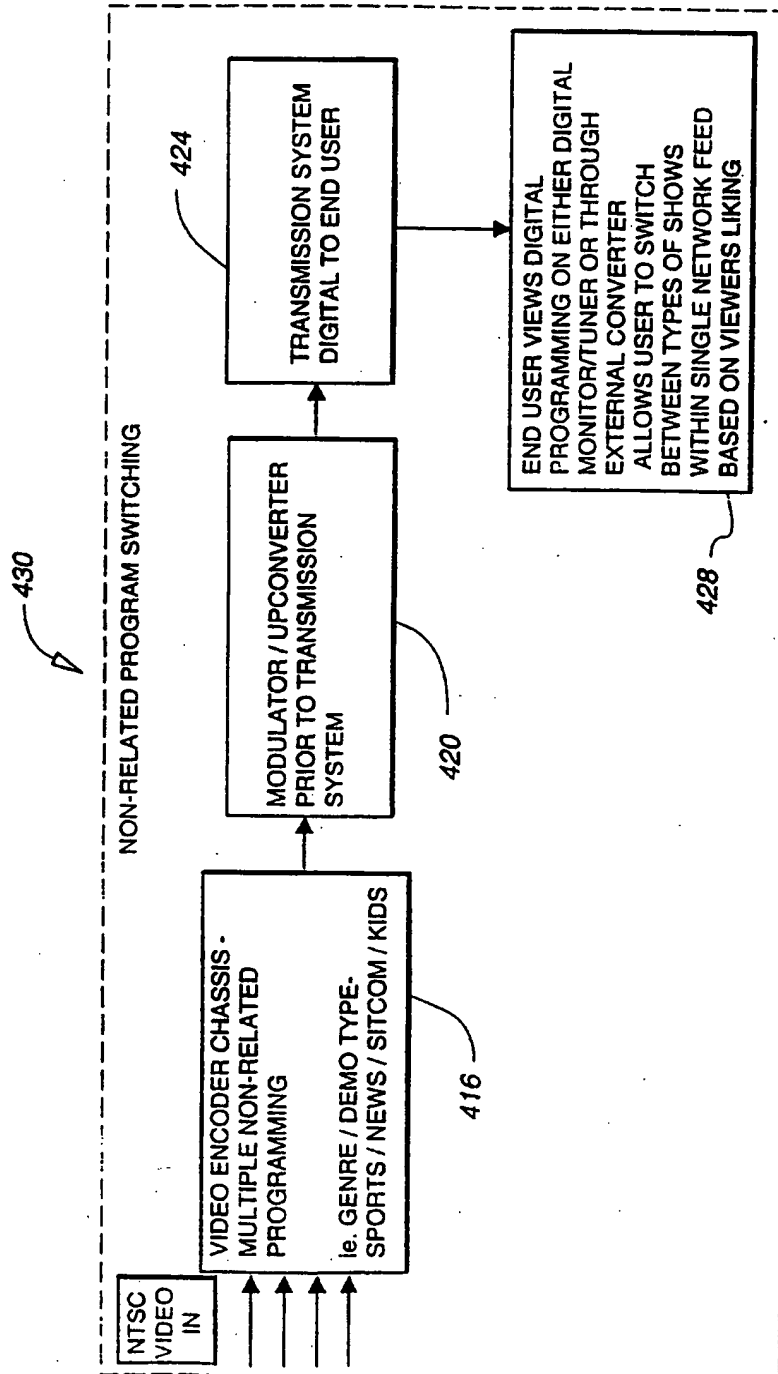 430
NON-RELATED PROGRAM SWITCHING
NTSC
VIDEO
IN
VIDEO ENCODER CHASSIS -
MULTIPLE NON-RELATED
PROGRAMMING
ie. GENRE / DEMO TYPE-
SPORTS / NEWS / SITCOM / KIDS
416
MODULATOR / UPCONVERTER
PRIOR TO TRANSMISSION
SYSTEM
420
TRANSMISSION SYSTEM
DIGITAL TO END USER
424
END USER VIEWS DIGITAL
PROGRAMMING ON EITHER DIGITAL
MONITOR/TUNER OR THROUGH
EXTERNAL CONVERTER
ALLOWS USER TO SWITCH
BETWEEN TYPES OF SHOWS
WITHIN SINGLE NETWORK FEED
BASED ON VIEWERS LIKING
428